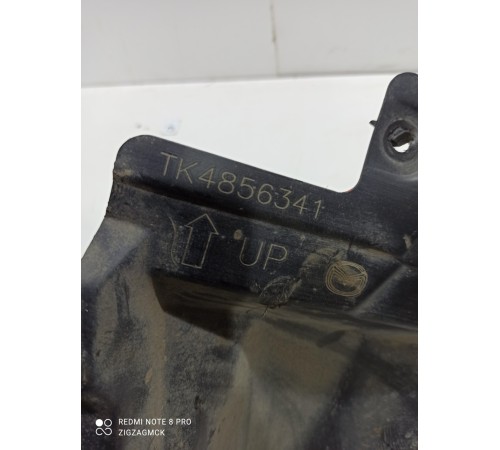 TK4856341
UP
REDMI NOTE 8 PRO
ZIGZAGMCK